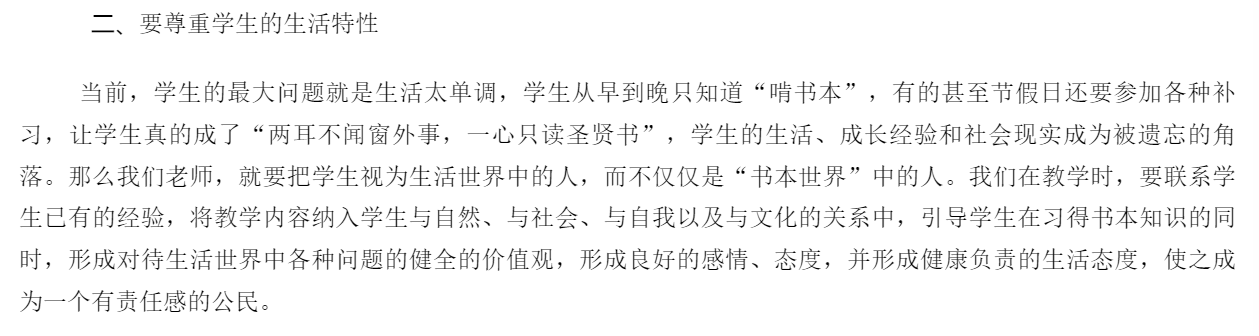 二、要尊重学生的生活特性
当前，学生的最大问题就是生活太单调，学生从早到晚只知道“啃书本”，有的甚至节假日还要参加各种补
习，让学生真的成了“两耳不闻窗外事，一心只读圣贤书”，学生的生活、成长经验和社会现实成为被遗忘的角
落。那么我们老师，就要把学生视为生活世界中的人，而不仅仅是“书本世界”中的人。我们在教学时，要联系学
生已有的经验，将教学内容纳入学生与自然、与社会、与自我以及与文化的关系中，引导学生在习得书本知识的同
时，形成对待生活世界中各种问题的健全的价值观，形成良好的感情、态度，并形成健康负责的生活态度，使之成
为一个有责任感的公民。